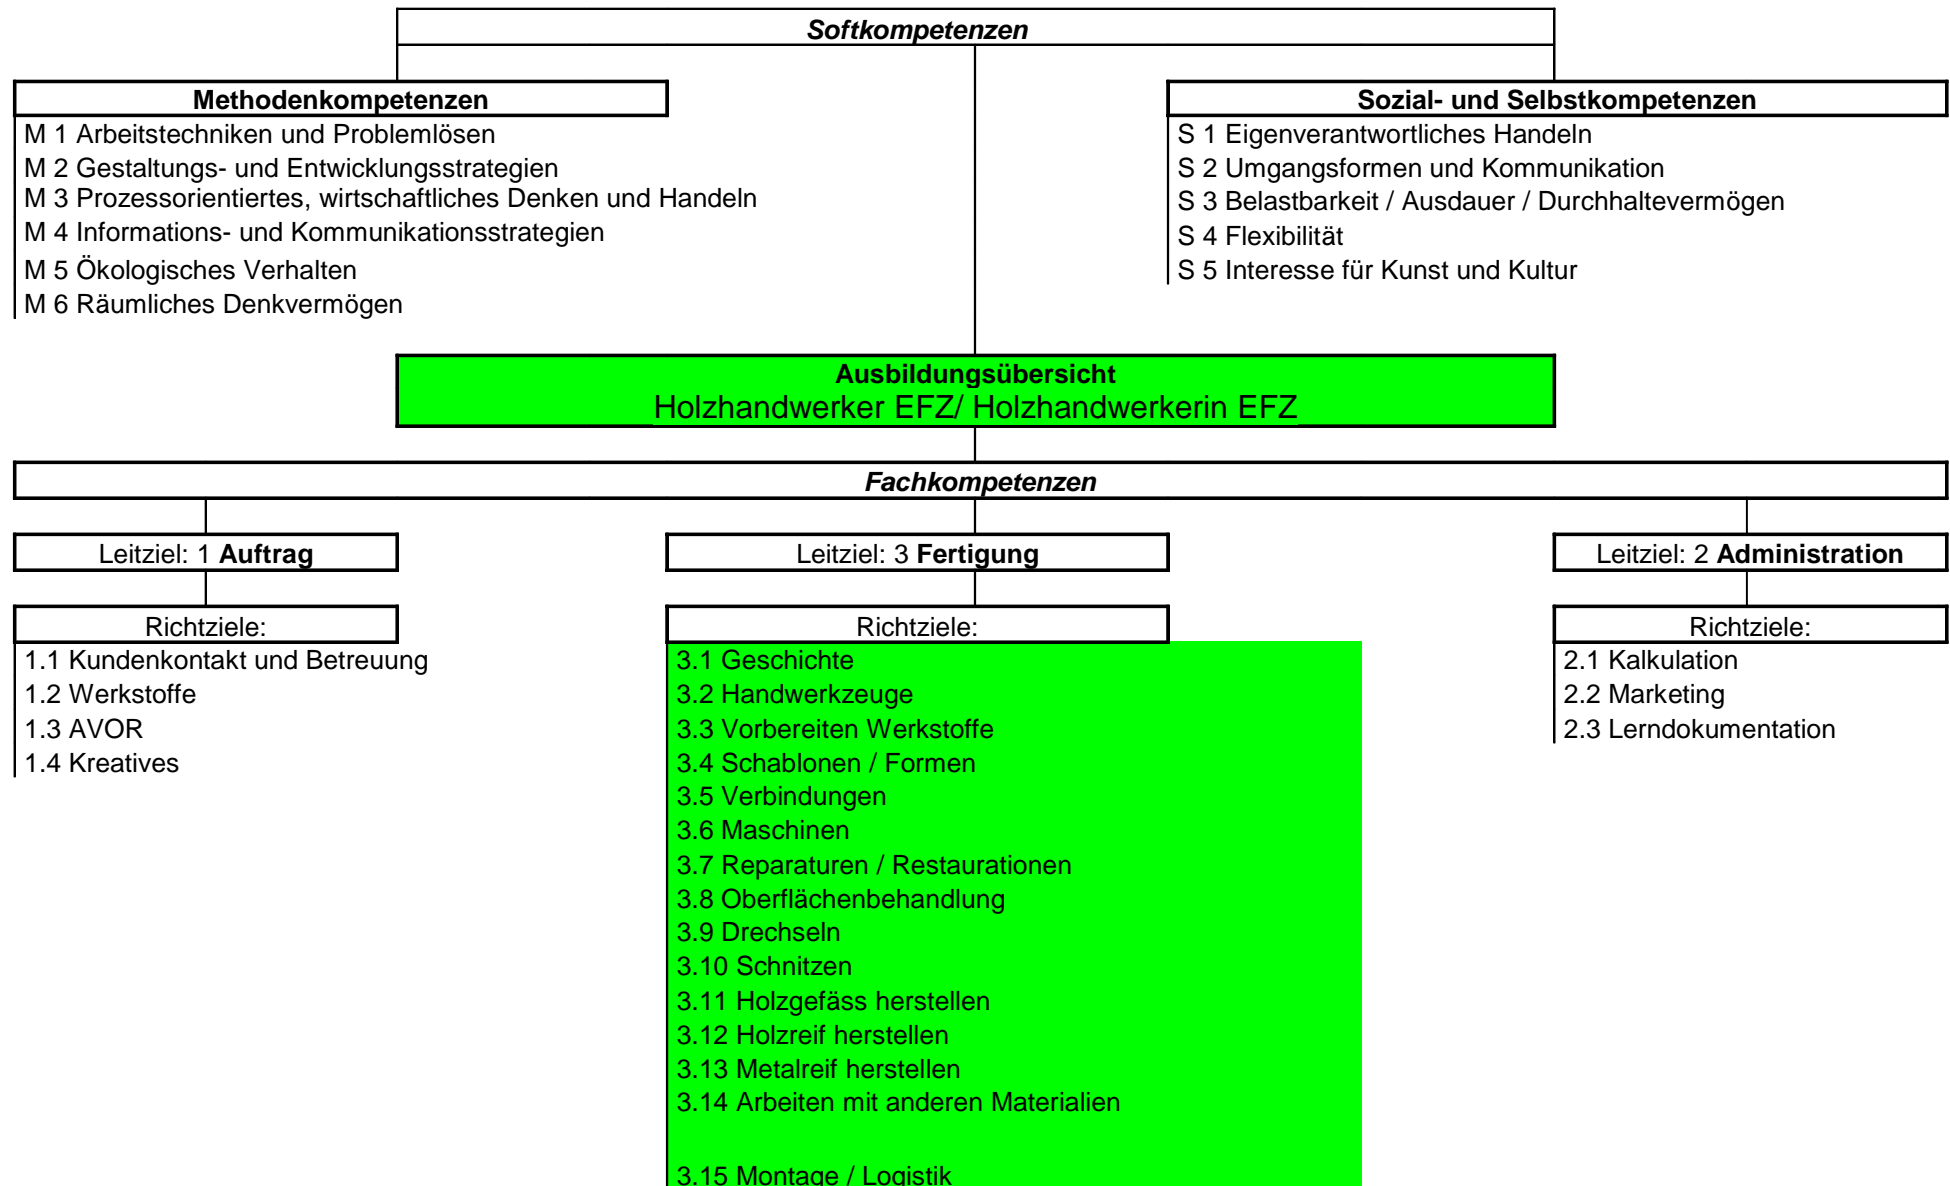 Softkompetenzen
Methodenkompetenzen
M 1 Arbeitstechniken und Problemlösen
M 2 Gestaltungs- und Entwicklungsstrategien
M 3 Prozessorientiertes, wirtschaftliches Denken und Handeln
M 4 Informations- und Kommunikationsstrategien
M 5 Ökologisches Verhalten
M 6 Räumliches Denkvermögen
Sozial- und Selbstkompetenzen
S 1 Eigenverantwortliches Handeln
S 2 Umgangsformen und Kommunikation
S 3 Belastbarkeit / Ausdauer / Durchhaltevermögen
S 4 Flexibilität
S 5 Interesse für Kunst und Kultur
Ausbildungsübersicht
Holzhandwerker EFZ/ Holzhandwerkerin EFZ
Fachkompetenzen
Leitziel: 1 Auftrag
Richtziele:
1.1 Kundenkontakt und Betreuung
1.2 Werkstoffe
1.3 AVOR
1.4 Kreatives
Leitziel: 3 Fertigung
Richtziele:
3.1 Geschichte
3.2 Handwerkzeuge
3.3 Vorbereiten Werkstoffe
3.4 Schablonen / Formen
3.5 Verbindungen
3.6 Maschinen
3.7 Reparaturen / Restaurationen
3.8 Oberflächenbehandlung
3.9 Drechseln
3.10 Schnitzen
3.11 Holzgefäss herstellen
3.12 Holzreif herstellen
3.13 Metalreif herstellen
3.14 Arbeiten mit anderen Materialien
3.15 Montage / Logistik
Leitziel: 2 Administration
Richtziele:
2.1 Kalkulation
2.2 Marketing
2.3 Lerndokumentation